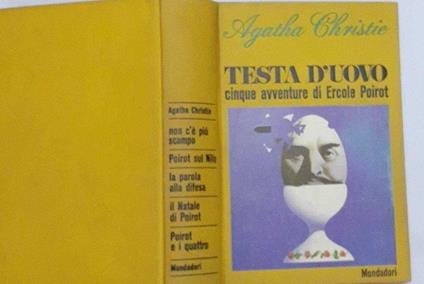 Agatha Christie
non c'è più
scampo
Poirot sul Nilo
la parola
alla difesa
il Natale
di Poirot
Poirot
e i quattro
Mondadori
Agatha Christie
TESTA D'UOVO
cinque avventure di Ercole Poirot
Mondadori